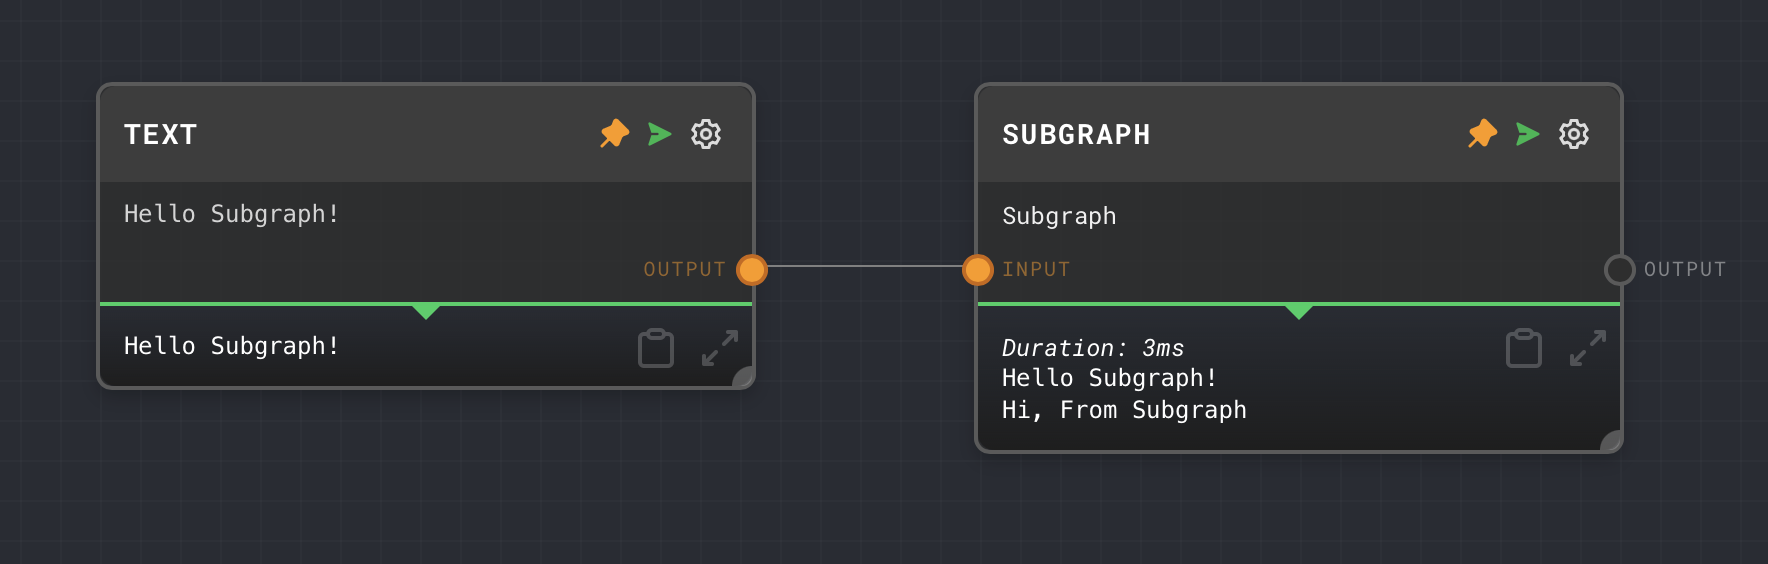 TEXT
Hello Subgraph!
OUTPUT
Hello Subgraph!
SUBGRAPH
Subgraph
INPUT
OUTPUT
Duration: 3ms
Hello Subgraph!
Hi, From Subgraph